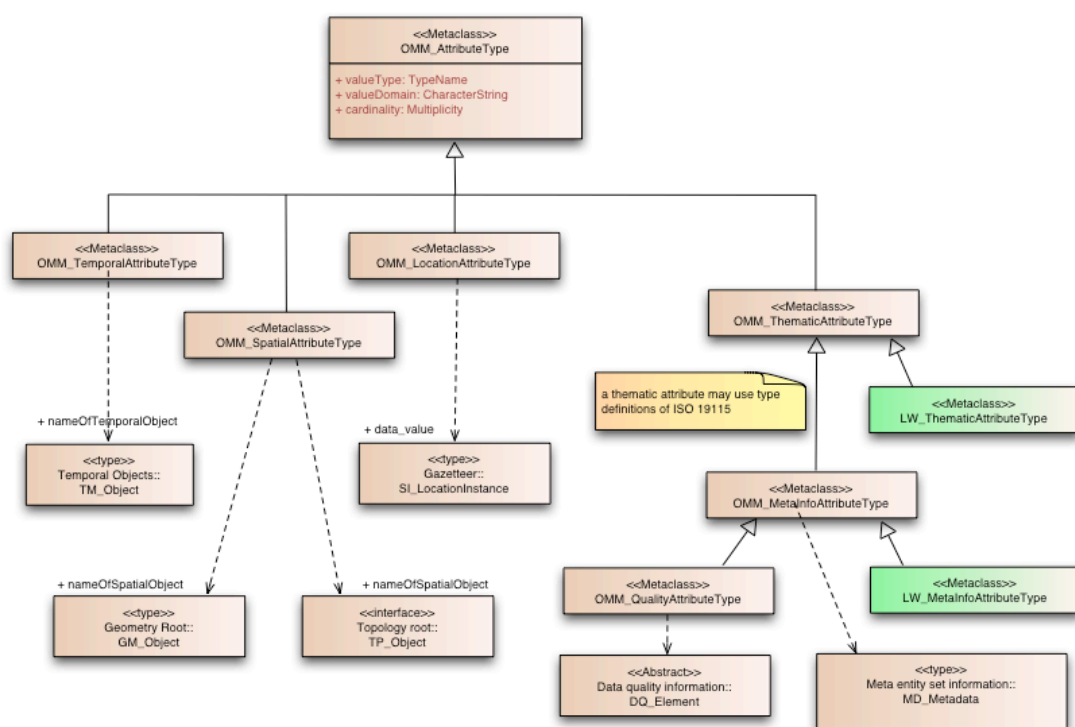 <<Metaclass>>
OMM_AttributeType
+ valueType: TypeName
+ valueDomain: CharacterString
+ cardinality: Multiplicity
<<Metaclass>>
OMM_TemporalAttributeType
<<Metaclass>>
OMM_LocationAttributeType
<<Metaclass>>
OMM_SpatialAttributeType
<<Metaclass>>
OMM_ThematicAttributeType
a thematic attribute may use type
definitions of ISO 19115
<<Metaclass>>
LW_ThematicAttributeType
+ nameOfTemporalObject
<<type>>
Temporal Objects::
TM_Object
+ data_value
<<type>>
Gazetteer::
SI_LocationInstance
<<Metaclass>>
OMM_MetaInfoAttributeType
+ nameOfSpatialObject
<<type>>
Geometry Root::
GM_Object
+ nameOfSpatialObject
<<interface>>
Topology root::
TP_Object
<<Metaclass>>
OMM_QualityAttributeType
<<Metaclass>>
LW_MetaInfoAttributeType
<<Abstract>>
Data quality information::
DQ_Element
<<type>>
Meta entity set information::
MD_Metadata